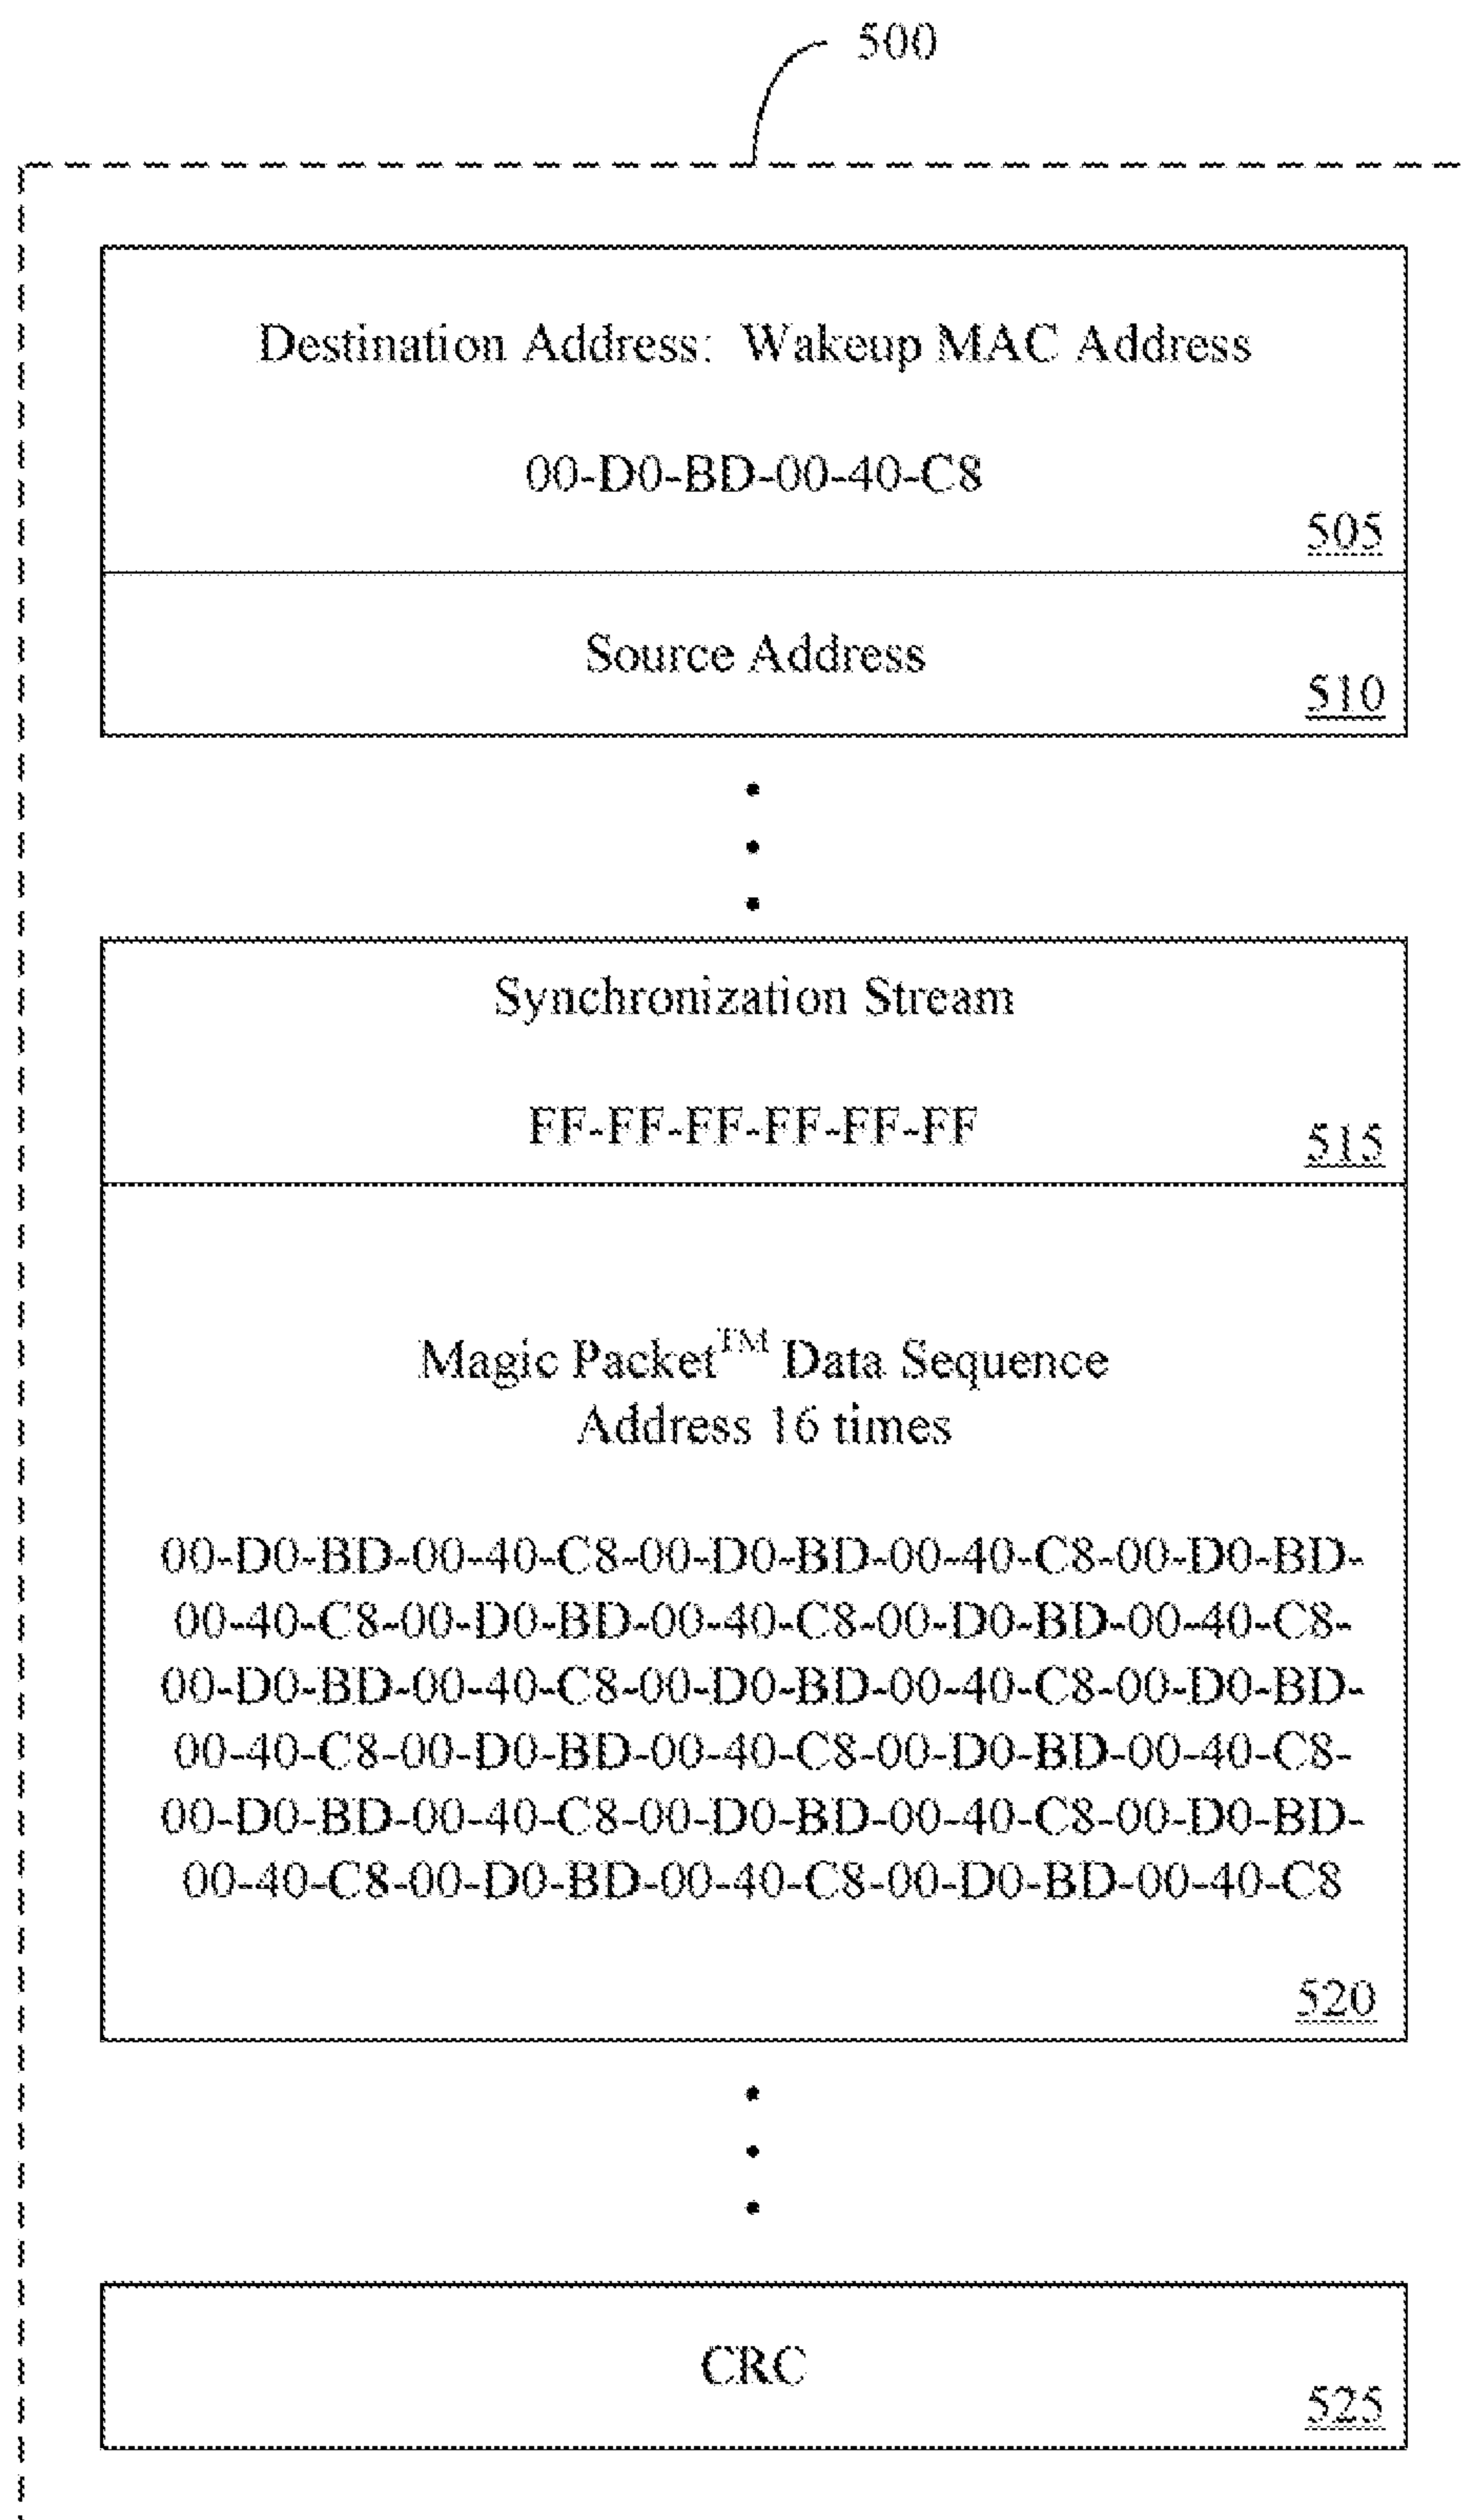 500
Destination Address: Wakeup MAC Address
00-D0-BD-00-40-C8
505
Source Address
510
Synchronization Stream
FF-FF-FF-FF-FF-FF
515
Magic Packet™ Data Sequence
Address 16 times
00-D0-BD-00-40-C8-00-D0-BD-00-40-C8-00-D0-BD-
00-40-C8-00-D0-BD-00-40-C8-00-D0-BD-00-40-C8-
00-D0-BD-00-40-C8-00-D0-BD-00-40-C8-00-D0-BD-
00-40-C8-00-D0-BD-00-40-C8-00-D0-BD-00-40-C8-
00-D0-BD-00-40-C8-00-D0-BD-00-40-C8-00-D0-BD-
00-40-C8-00-D0-BD-00-40-C8-00-D0-BD-00-40-C8
520
CRC
525